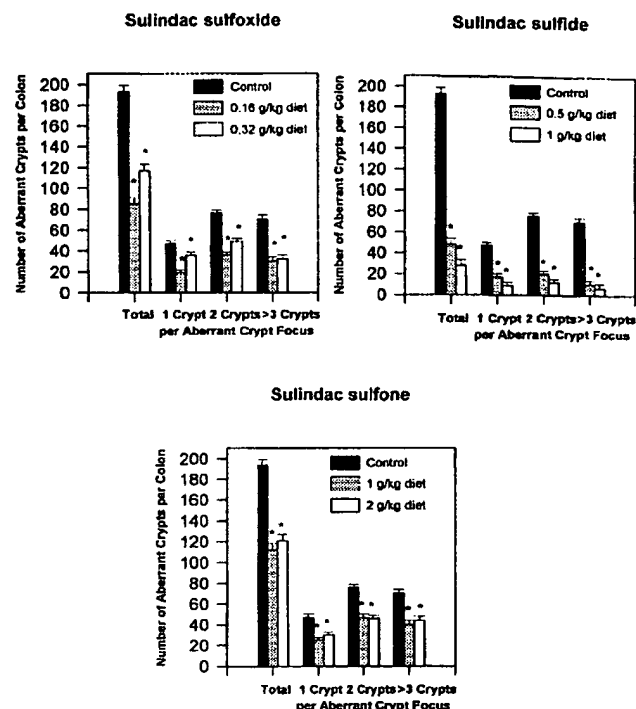 Sulindac sulfoxide
Number of Aberrant Crypts per Colon
200
180
160
140
120
100
80
60
40
20
0
Control
0.16 g/kg diet
0.32 g/kg diet
* * * * * * * *
Total 1 Crypt 2 Crypts >3 Crypts
per Aberrant Crypt Focus
Sulindac sulfide
Number of Aberrant Crypts per Colon
200
180
160
140
120
100
80
60
40
20
0
Control
0.5 g/kg diet
1 g/kg diet
* * * * * * * *
Total 1 Crypt 2 Crypts >3 Crypts
per Aberrant Crypt Focus
Sulindac sulfone
Number of Aberrant Crypts per Colon
200
180
160
140
120
100
80
60
40
20
0
Control
1 g/kg diet
2 g/kg diet
* * * * * * * *
Total 1 Crypt 2 Crypts >3 Crypts
per Aberrant Crypt Focus